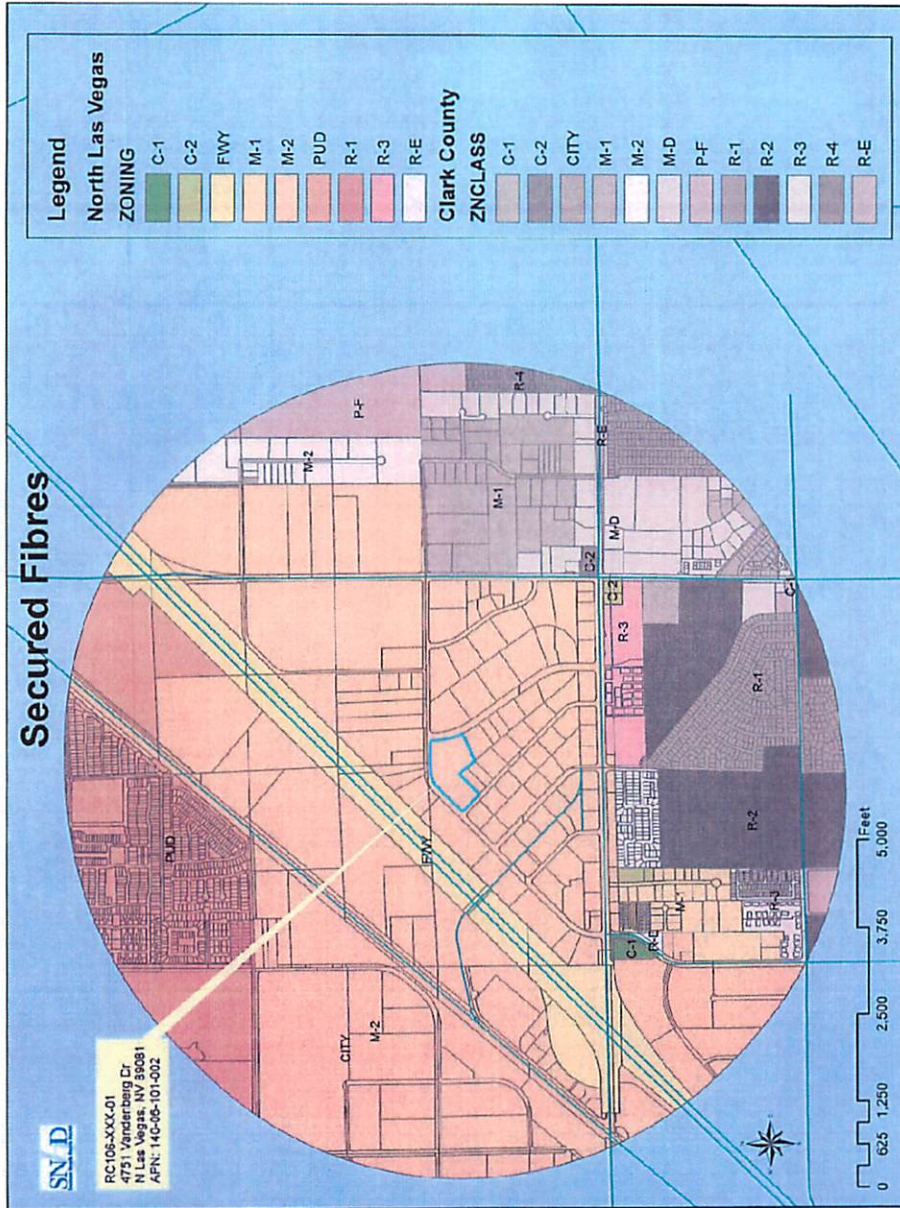 Secured Fibres
SNHD
RC106-XXX-01
4751 Vandenberg Dr
N Las Vegas, NV 89081
APN: 140-06-101-002
PUD
CITY
M-2
FWY
M-2
P-F
M-1
R-4
R-E
C-2
M-D
C-2
R-3
C-1
R-1
R-2
M-1
R-3
C-1
R-E
0 625 1,250 2,500 3,750 5,000
Feet
Legend
North Las Vegas
ZONING
C-1
C-2
FWY
M-1
M-2
PUD
R-1
R-3
R-E
Clark County
ZNCLASS
C-1
C-2
CITY
M-1
M-2
M-D
P-F
R-1
R-2
R-3
R-4
R-E